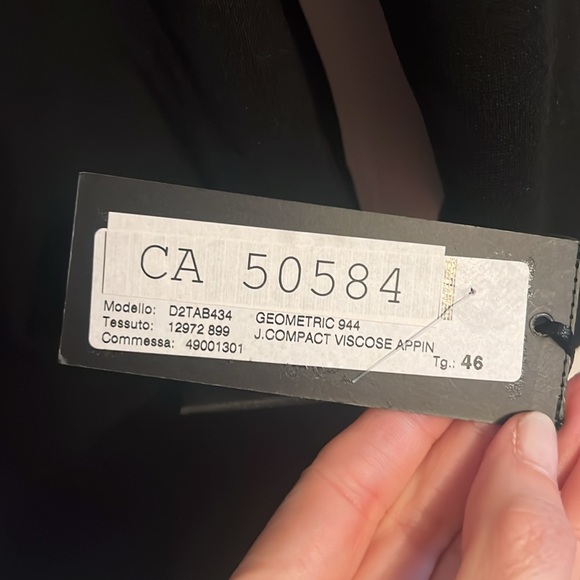 CA 50584
Modello: D2TAB434 GEOMETRIC 944
Tessuto: 12972 899 J.COMPACT VISCOSE APPIN
Commessa: 49001301
Tg.: 46